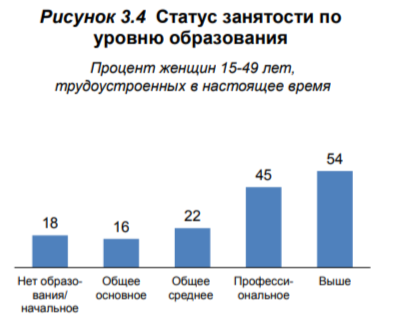 Рисунок 3.4 Статус занятости по
уровню образования
Процент женщин 15-49 лет,
трудоустроенных в настоящее время
18
16
22
45
54
Нет образо-
вания/
начальное
Общее
основное
Общее
среднее
Професси-
ональное
Выше